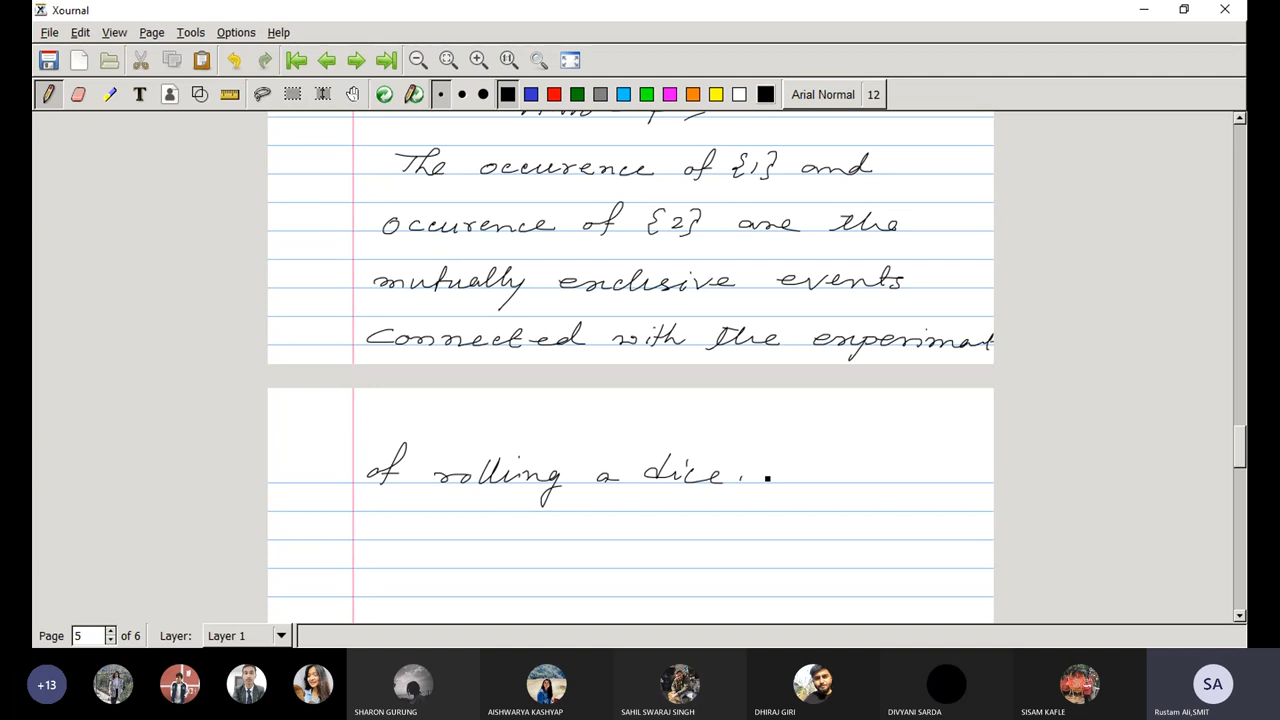 Xournal
File Edit View Page Tools Options Help
T Arial Normal 12
The occurence of {1} and
occurence of {2} are the
mutually exclusive events
connected with the experimat
of rolling a dice.
Page 5 of 6 Layer: Layer 1
+13 SA
SHARON GURUNG AISHWARYA KASHYAP SAHIL SWARAJ SINGH DHIRAJ GIRI DIVYANI SARDA SISAM KAFLE Rustam Ali,SMIT